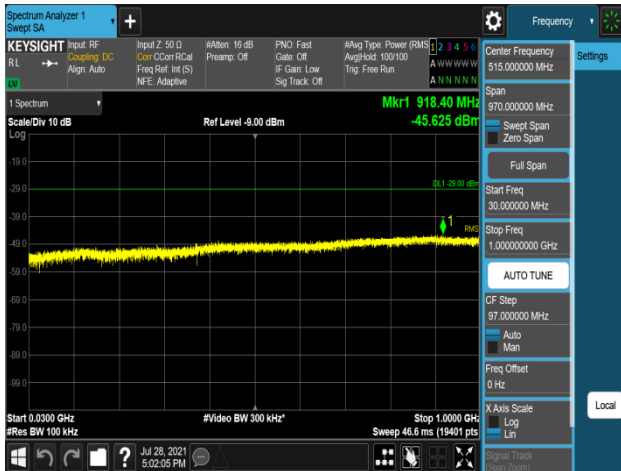 Spectrum Analyzer 1
Swept SA
Frequency
KEYSIGHT
Input: RF
Input Z: 50 Ω
#Atten: 16 dB
PNO: Fast
#Avg Type: Power (RMS
1 2 3 4 5 6
RL
Coupling: DC
Corr CCorr RCal
Preamp: Off
Gate: Off
Avg|Hold: 100/100
A W W W W W
Align: Auto
Freq Ref: Int (S)
IF Gain: Low
Trig: Free Run
NFE: Adaptive
Sig Track: Off
A N N N N N
LXI
1 Spectrum
Mkr1 918.40 MHz
Scale/Div 10 dB
Ref Level -9.00 dBm
-45.625 dBm
Log
-19.0
-29.0
DL1 -29.00 dBm
-39.0
1
RMS
-49.0
-59.0
-69.0
-79.0
-89.0
-99.0
Start 0.0300 GHz
#Video BW 300 kHz*
Stop 1.0000 GHz
#Res BW 100 kHz
Sweep 46.6 ms (19401 pts
?
Jul 28, 2021
5:02:05 PM
Center Frequency
515.000000 MHz
Settings
Span
970.000000 MHz
Swept Span
Zero Span
Full Span
Start Freq
30.000000 MHz
Stop Freq
1.000000000 GHz
AUTO TUNE
CF Step
97.000000 MHz
Auto
Man
Freq Offset
0 Hz
X Axis Scale
Log
Lin
Local
Signal Track
(Span Zoom)